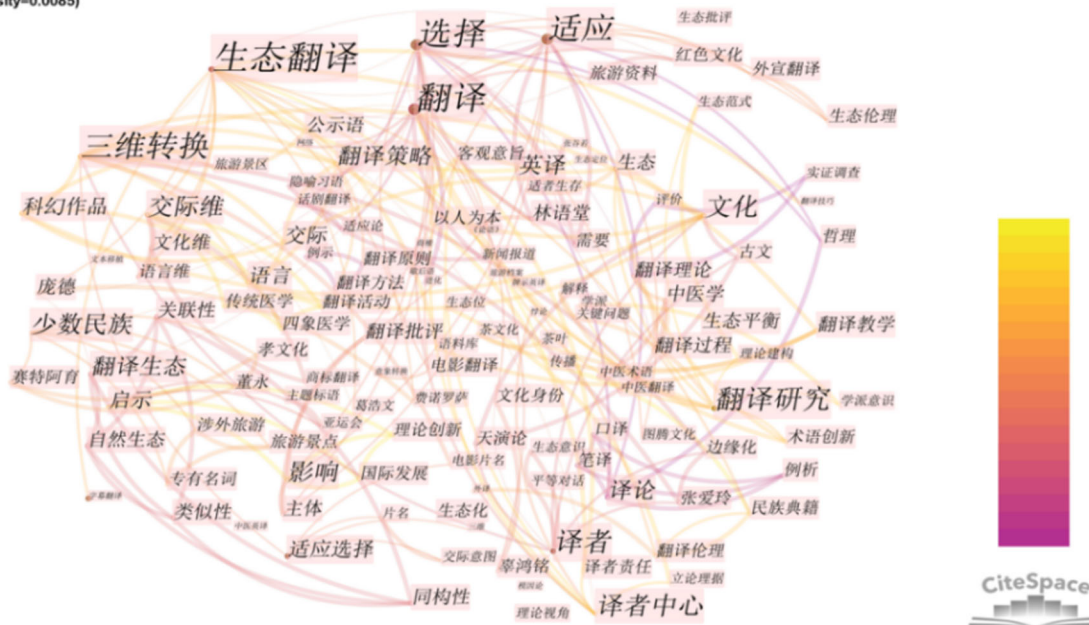 sity=0.0085)
生态批评
选择
适应
生态翻译
红色文化
外宣翻译
旅游资料
翻译
生态范式
生态伦理
公示语
三维转换
翻译策略
客观意旨
英译
生态定位
生态
旅游景区
实证调查
隐喻习语
适者生存
科幻作品
交际维
话剧翻译
评价
翻译技巧
文化
以人为本
林语堂
适应论
哲理
文化维
交际
需要
例示
古文
翻译原则
新闻报道
语言维
语言
翻译理论
庞德
翻译方法
解释
中医学
传统医学
翻译活动
生态位
学派
关联性
关键问题
少数民族
四象医学
翻译批评
茶文化
生态平衡
翻译教学
语料库
茶叶
翻译过程
孝文化
理论建构
翻译生态
电影翻译
传播
中医术语
赛特阿育
董永
商标翻译
中医翻译
启示
主题标语
费诺罗萨
文化身份
翻译研究
学派意识
葛浩文
涉外旅游
亚运会
理论创新
口译
自然生态
旅游景点
天演论
图腾文化
术语创新
生态意识
边缘化
电影片名
笔译
影响
国际发展
例析
专有名词
平等对话
译论
张爱玲
字幕翻译
主体
民族典籍
类似性
片名
生态化
中医英译
译者
适应选择
交际意图
翻译伦理
辜鸿铭
译者责任
立论理据
同构性
译者中心
理论视角
CiteSpace